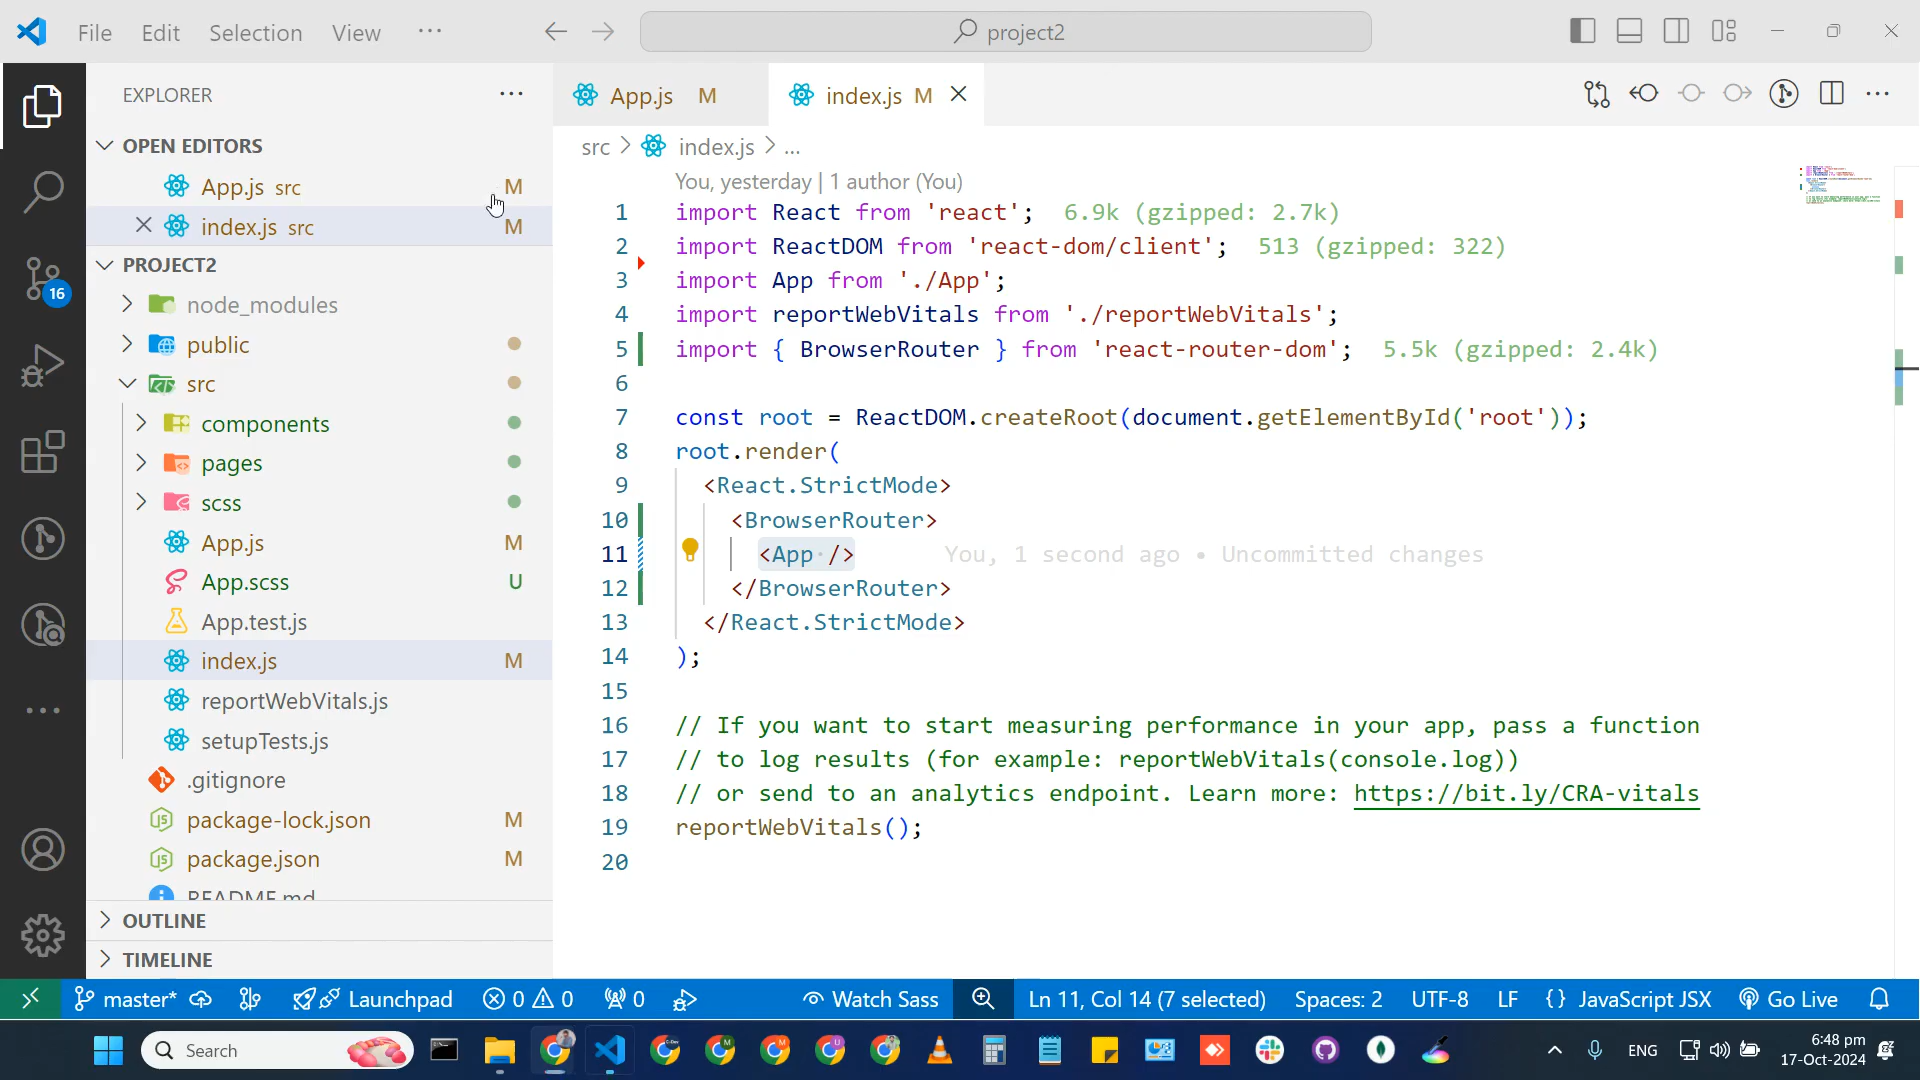 File Edit Selection View ...
project2
EXPLORER
OPEN EDITORS
App.js src M
index.js src M
PROJECT2
node_modules
public
src
components
pages
scss
App.js M
App.scss U
App.test.js
index.js M
reportWebVitals.js
setupTests.js
.gitignore
package-lock.json M
package.json M
README.md
OUTLINE
TIMELINE
16
App.js M
index.js M
src > index.js > ...
You, yesterday | 1 author (You)
1 import React from 'react'; 6.9k (gzipped: 2.7k)
2 import ReactDOM from 'react-dom/client'; 513 (gzipped: 322)
3 import App from './App';
4 import reportWebVitals from './reportWebVitals';
5 import { BrowserRouter } from 'react-router-dom'; 5.5k (gzipped: 2.4k)
6
7 const root = ReactDOM.createRoot(document.getElementById('root'));
8 root.render(
9 <React.StrictMode>
10 <BrowserRouter>
11 <App·/> You, 1 second ago • Uncommitted changes
12 </BrowserRouter>
13 </React.StrictMode>
14 );
15
16 // If you want to start measuring performance in your app, pass a function
17 // to log results (for example: reportWebVitals(console.log))
18 // or send to an analytics endpoint. Learn more: https://bit.ly/CRA-vitals
19 reportWebVitals();
20
master* Launchpad 0 0 0 Watch Sass Ln 11, Col 14 (7 selected) Spaces: 2 UTF-8 LF {} JavaScript JSX Go Live
Search
ENG
6:48 pm
17-Oct-2024